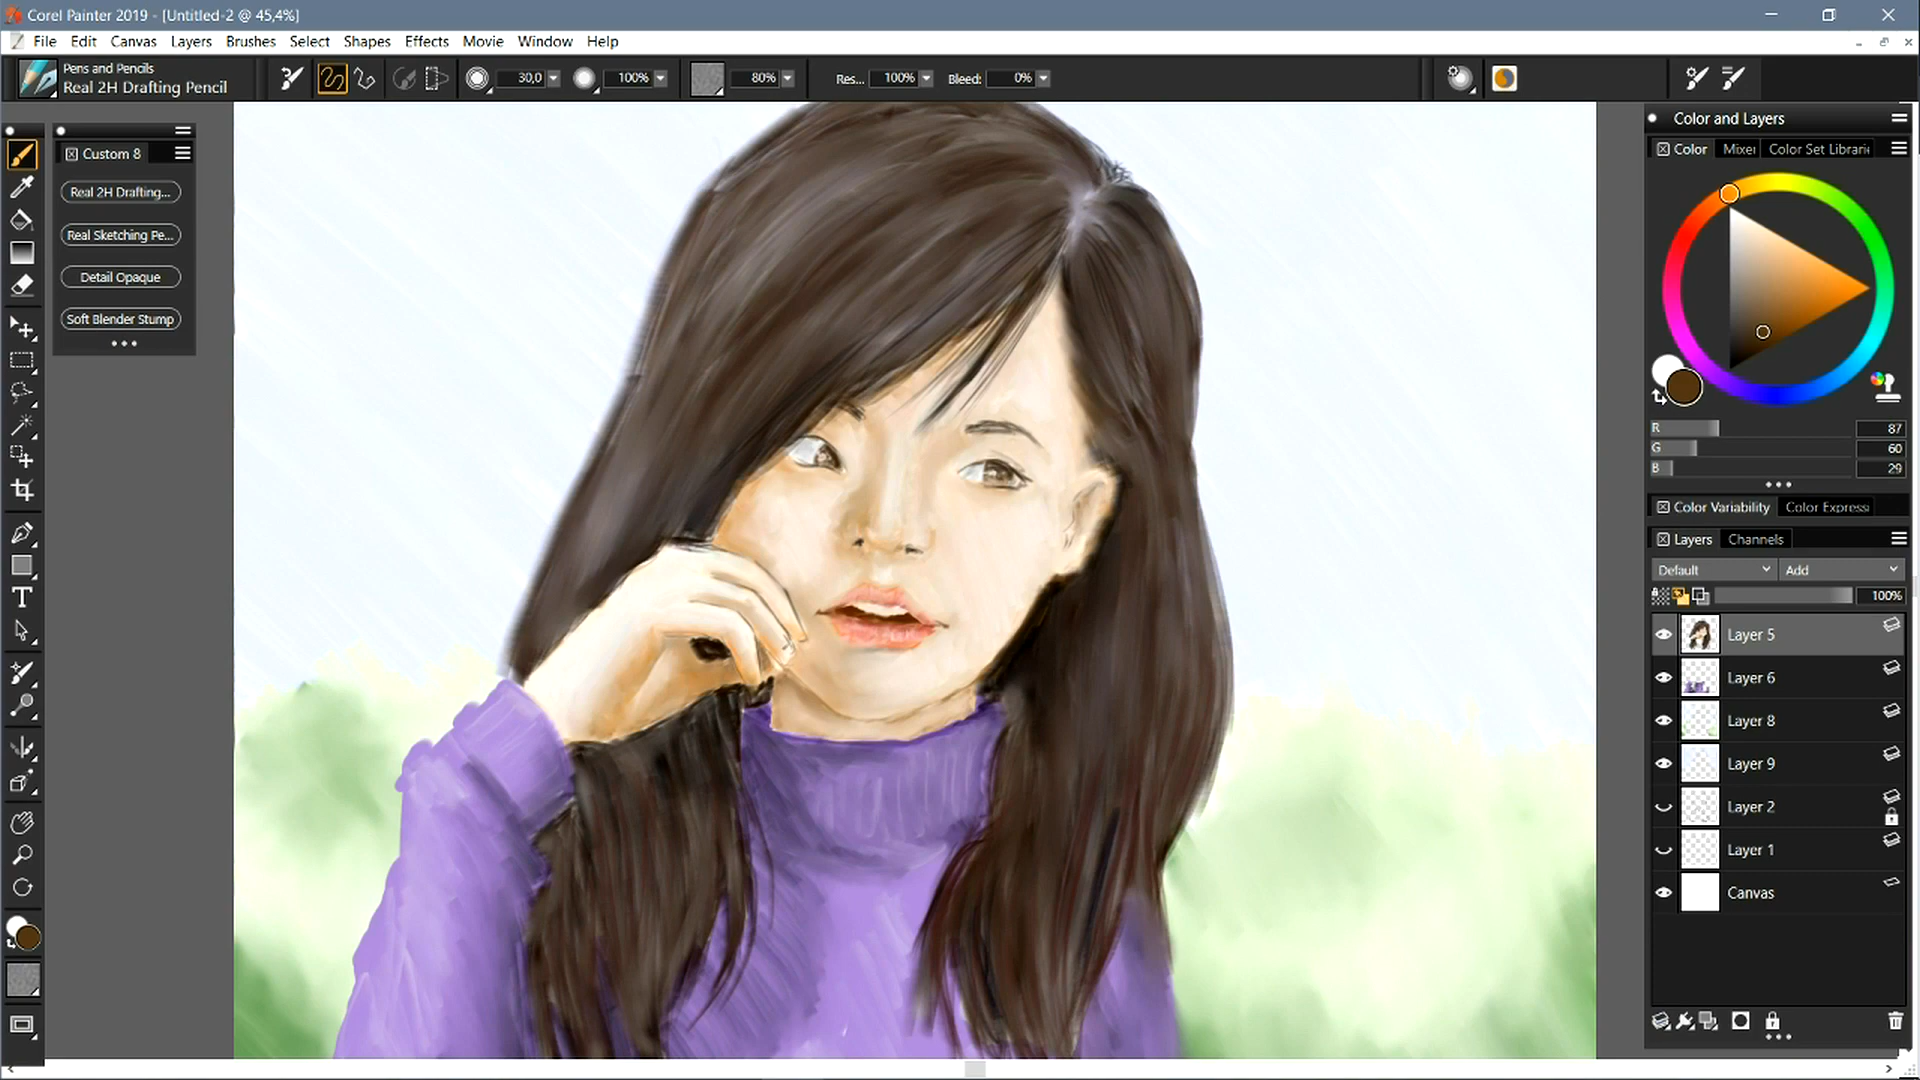 Corel Painter 2019 - [Untitled-2 @ 45,4%]
File Edit Canvas Layers Brushes Select Shapes Effects Movie Window Help
Pens and Pencils
Real 2H Drafting Pencil
30,0 100% 80% Res... 100% Bleed: 0%
Custom 8
Real 2H Drafting...
Real Sketching Pe...
Detail Opaque
Soft Blender Stump
T
Color and Layers
Color Mixer Color Set Librari
R 87
G 60
B 29
Color Variability Color Expressi
Layers Channels
Default Add
100%
Layer 5
Layer 6
Layer 8
Layer 9
Layer 2
Layer 1
Canvas